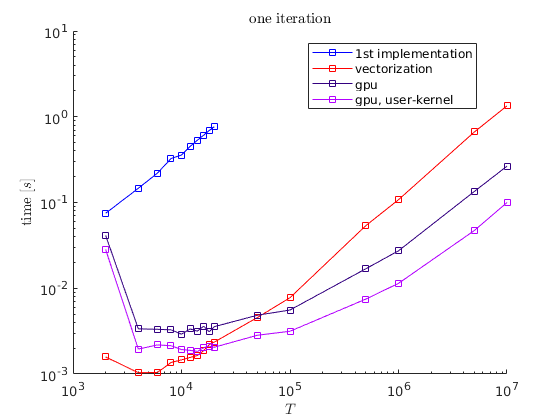 one iteration
10^1
10^0
10^-1
10^-2
10^-3
time [s]
1st implementation
vectorization
gpu
gpu, user-kernel
10^3
10^4
10^5
10^6
10^7
T